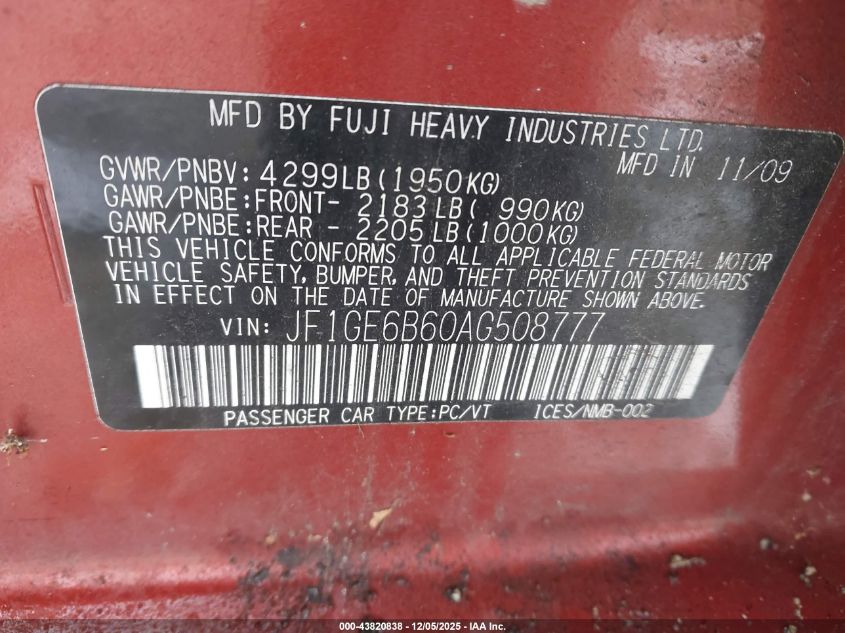 MFD BY FUJI HEAVY INDUSTRIES LTD.
GVWR/PNBV: 4299LB(1950KG) MFD IN 11/09
GAWR/PNBE:FRONT- 2183LB( 990KG)
GAWR/PNBE:REAR - 2205LB(1000KG)
THIS VEHICLE CONFORMS TO ALL APPLICABLE FEDERAL MOTOR
VEHICLE SAFETY, BUMPER, AND THEFT PREVENTION STANDARDS
IN EFFECT ON THE DATE OF MANUFACTURE SHOWN ABOVE.
VIN: JF1GE6B60AG508777
PASSENGER CAR TYPE:PC/VT ICES/NMB-002
000-43820838 - 12/05/2025 - IAA Inc.